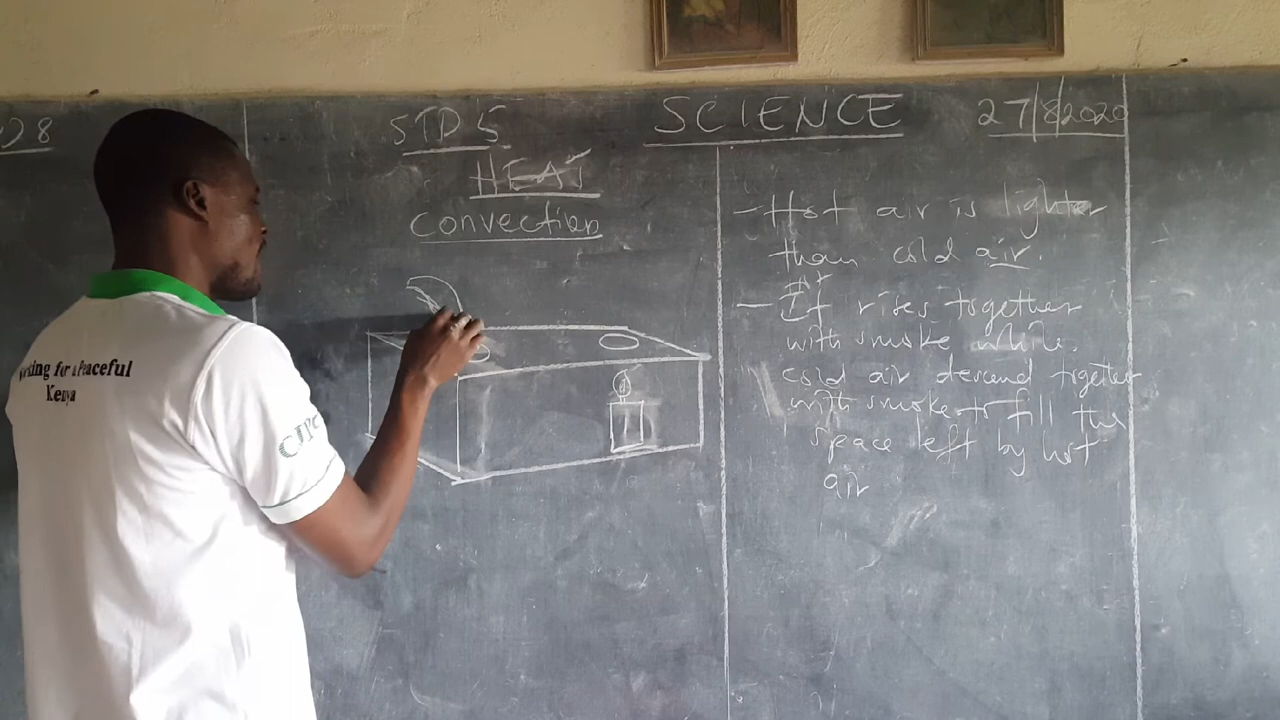 28
STD 5
SCIENCE
27/8/2020
HEAT
Convection
- Hot air is lighter
than cold air.
- It rises together
with smoke while.
cold air descend together
with smoke to fill the
space left by hot
air
for a Peaceful
Kenya